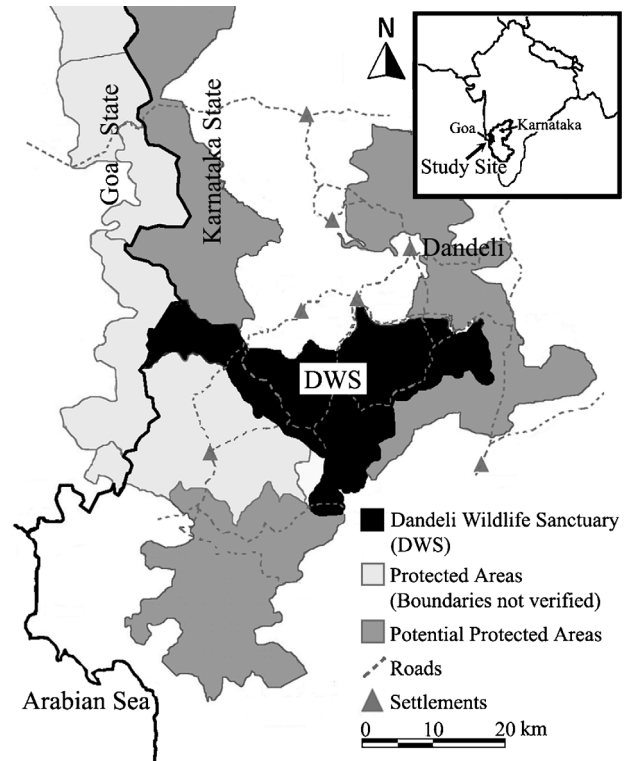 N
Goa
Karnataka
Study Site
Goa State
Karnataka State
Dandeli
DWS
Dandeli Wildlife Sanctuary
(DWS)
Protected Areas
(Boundaries not verified)
Potential Protected Areas
Roads
Settlements
Arabian Sea
0 10 20 km